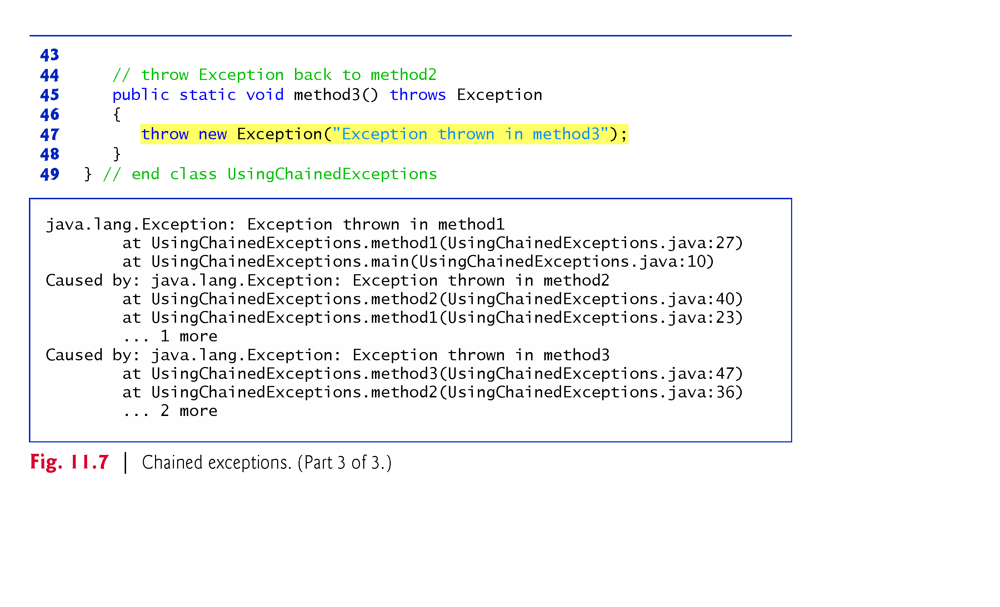 43
44 // throw Exception back to method2
45 public static void method3() throws Exception
46 {
47 throw new Exception("Exception thrown in method3");
48 }
49 } // end class UsingChainedExceptions
java.lang.Exception: Exception thrown in method1
at UsingChainedExceptions.method1(UsingChainedExceptions.java:27)
at UsingChainedExceptions.main(UsingChainedExceptions.java:10)
Caused by: java.lang.Exception: Exception thrown in method2
at UsingChainedExceptions.method2(UsingChainedExceptions.java:40)
at UsingChainedExceptions.method1(UsingChainedExceptions.java:23)
... 1 more
Caused by: java.lang.Exception: Exception thrown in method3
at UsingChainedExceptions.method3(UsingChainedExceptions.java:47)
at UsingChainedExceptions.method2(UsingChainedExceptions.java:36)
... 2 more
Fig. 11.7 | Chained exceptions. (Part 3 of 3.)